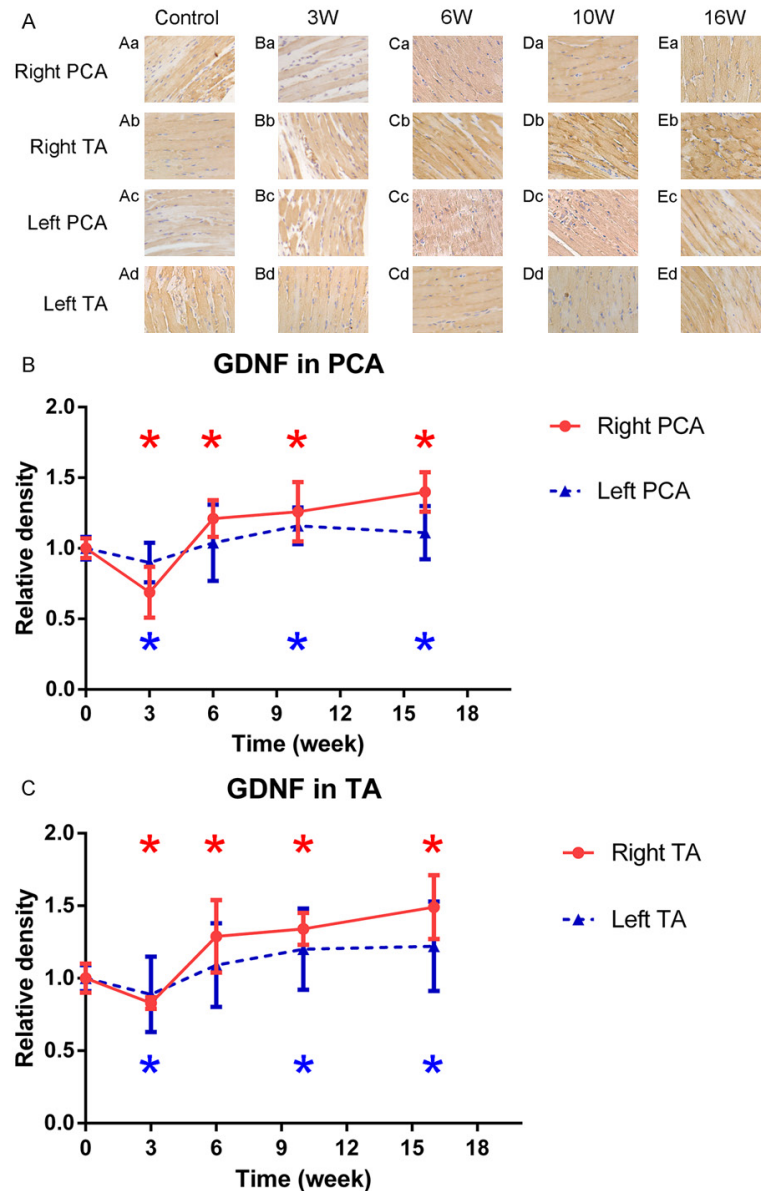 A
Control 3W 6W 10W 16W
Right PCA Aa Ba Ca Da Ea
Right TA Ab Bb Cb Db Eb
Left PCA Ac Bc Cc Dc Ec
Left TA Ad Bd Cd Dd Ed
B
GDNF in PCA
Relative density
2.0
1.5
1.0
0.5
0.0
* * * *
* * *
0 3 6 9 12 15 18
Time (week)
Right PCA
Left PCA
C
GDNF in TA
Relative density
2.0
1.5
1.0
0.5
0.0
* * * *
* * *
0 3 6 9 12 15 18
Time (week)
Right TA
Left TA